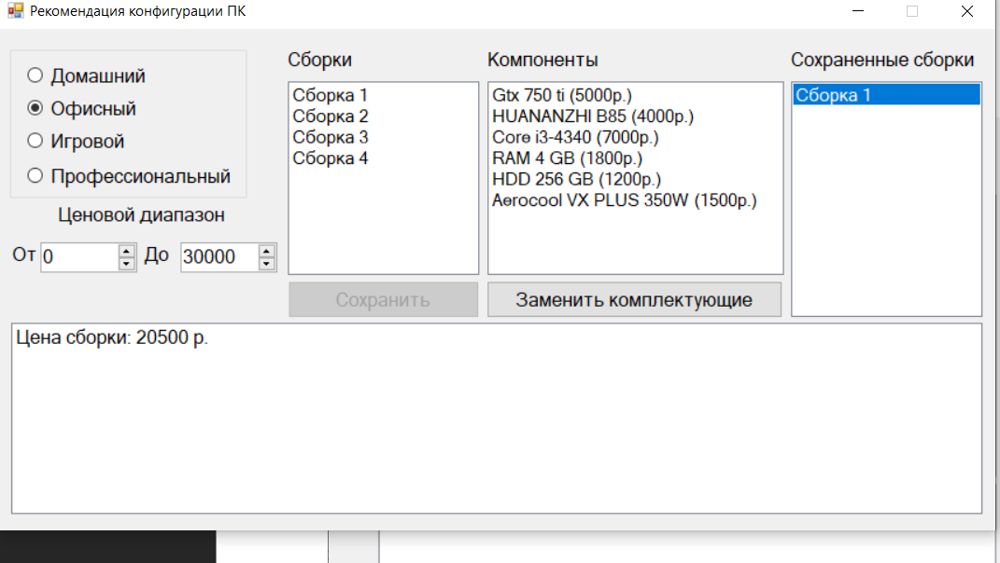 Рекомендация конфигурации ПК
Домашний
Офисный
Игровой
Профессиональный
Ценовой диапазон
От 0 До 30000
Сборки
Сборка 1
Сборка 2
Сборка 3
Сборка 4
Сохранить
Компоненты
Gtx 750 ti (5000р.)
HUANANZHI B85 (4000р.)
Core i3-4340 (7000р.)
RAM 4 GB (1800р.)
HDD 256 GB (1200р.)
Aerocool VX PLUS 350W (1500р.)
Заменить комплектующие
Сохраненные сборки
Сборка 1
Цена сборки: 20500 р.